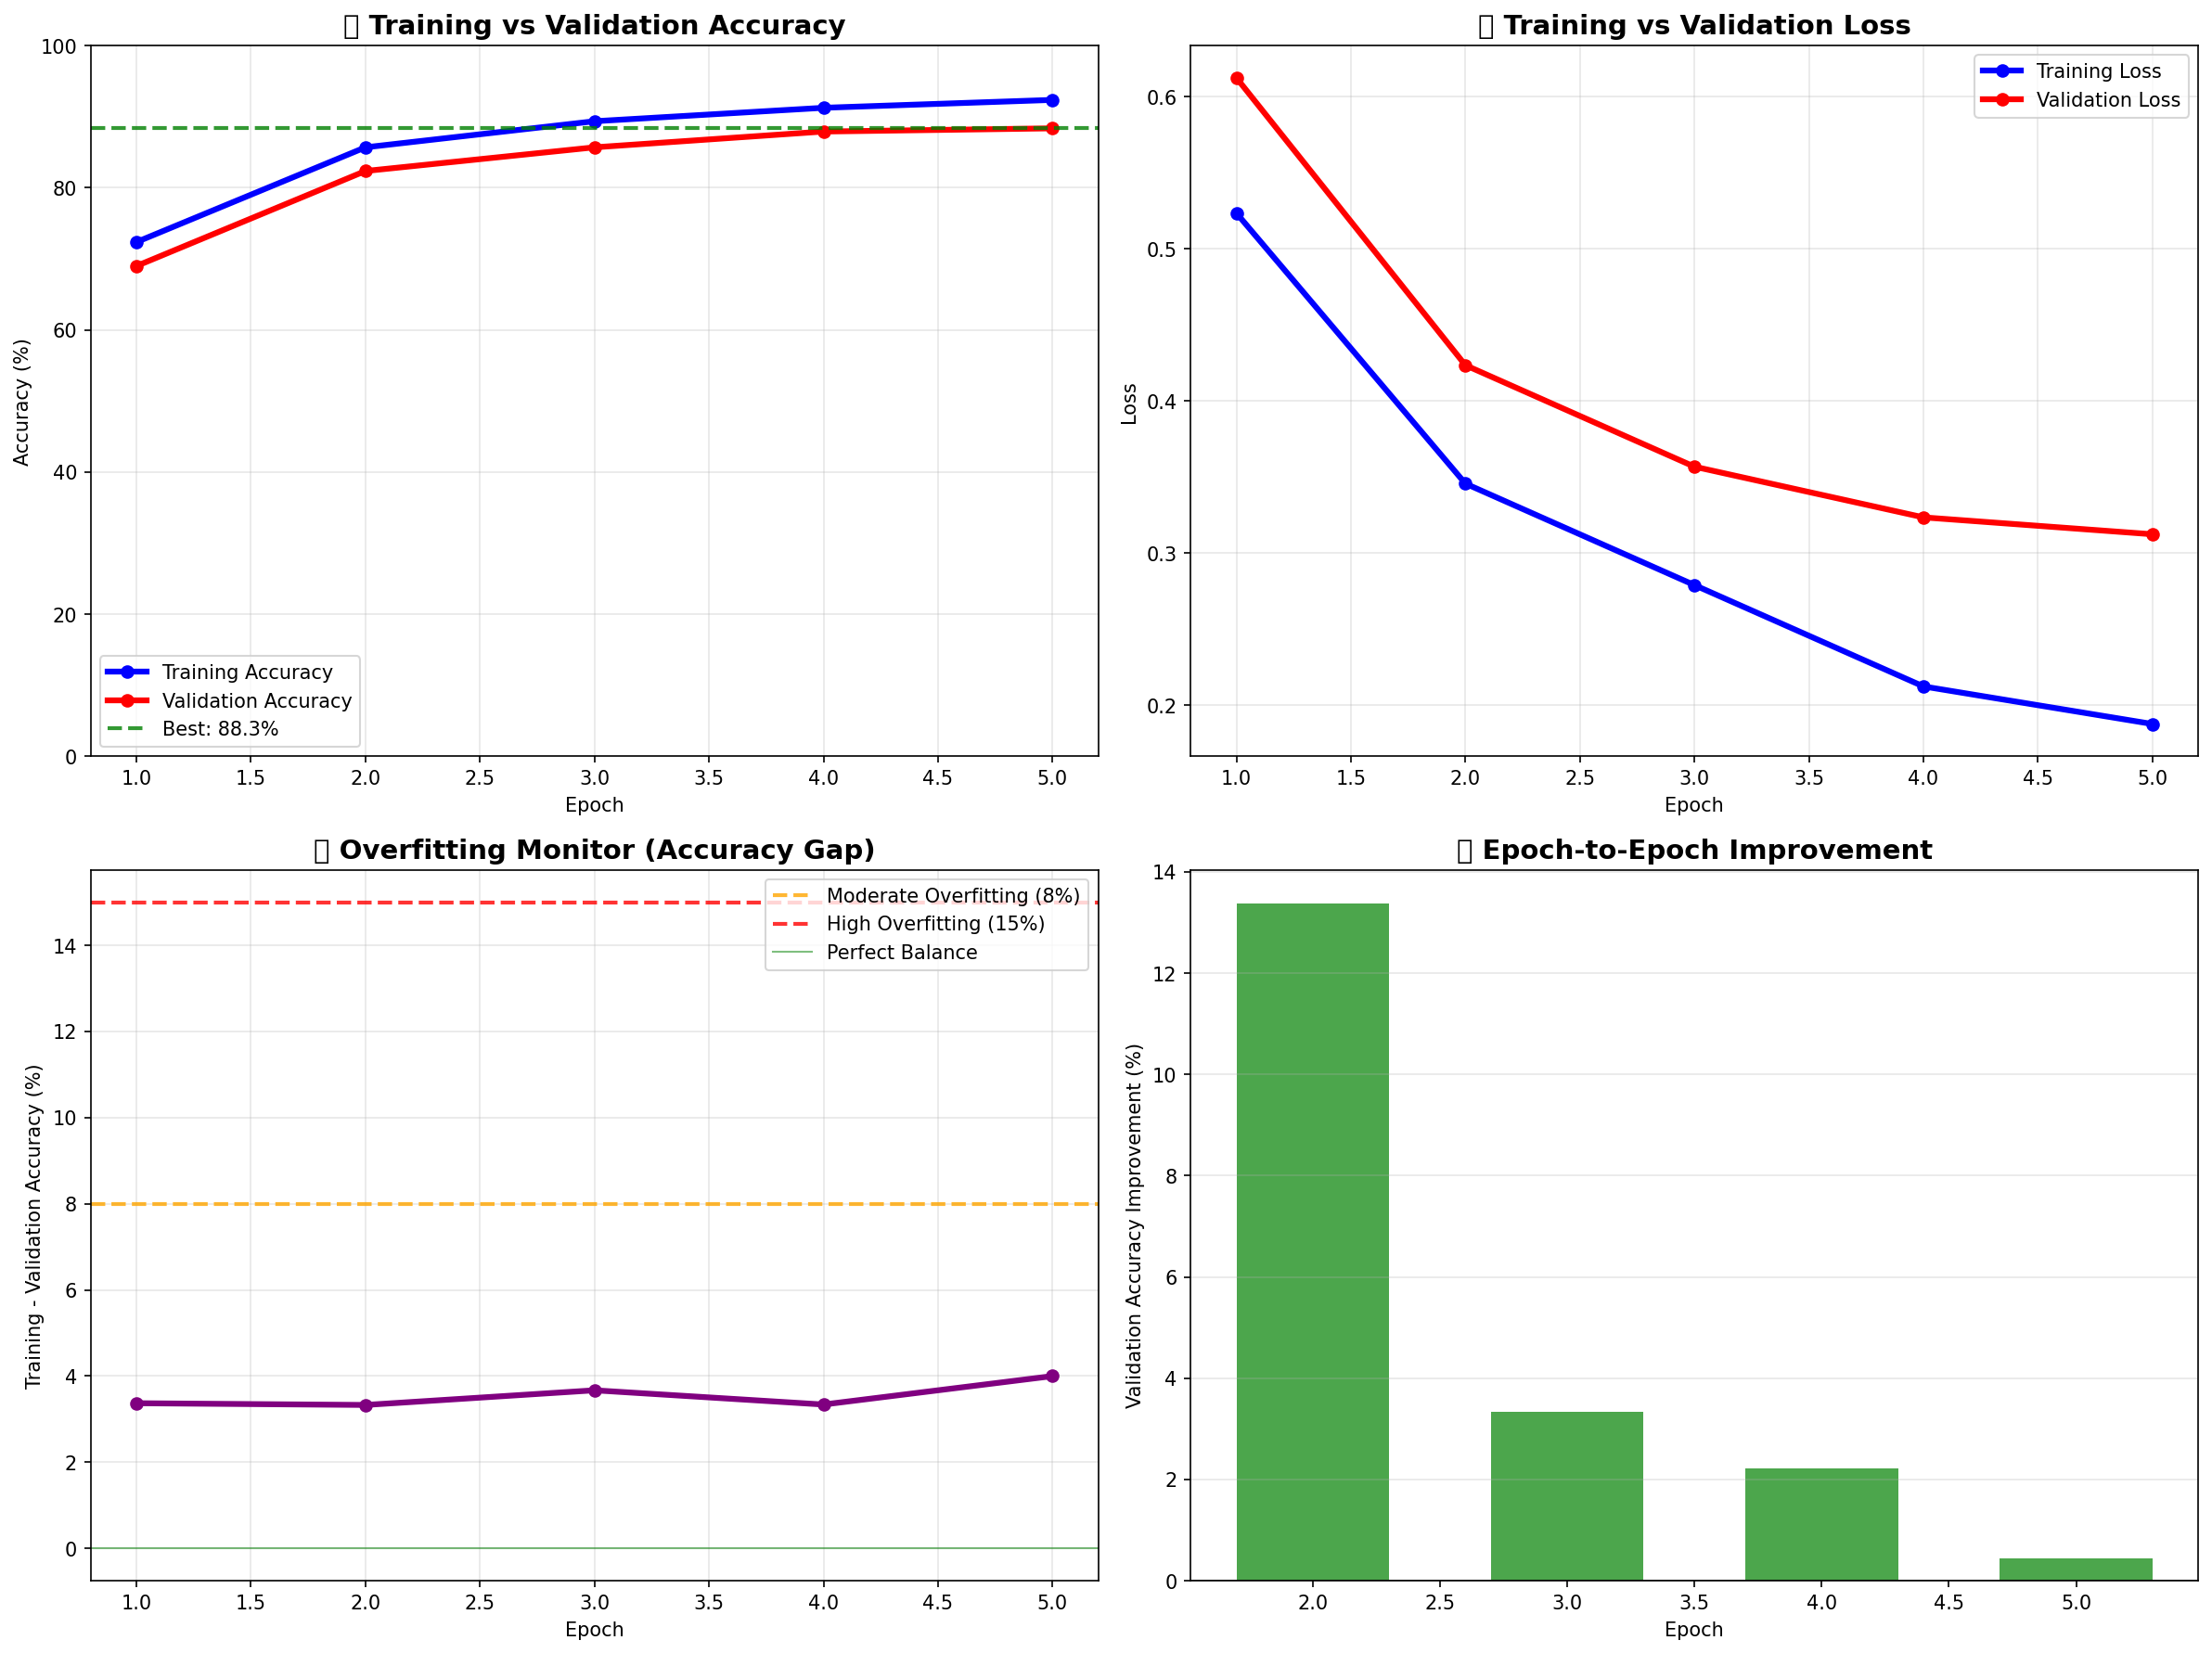 Training vs Validation Accuracy
100
80
60
40
20
0
Accuracy (%)
Training Accuracy
Validation Accuracy
Best: 88.3%
1.0 1.5 2.0 2.5 3.0 3.5 4.0 4.5 5.0
Epoch
Training vs Validation Loss
0.6
0.5
0.4
0.3
0.2
Loss
Training Loss
Validation Loss
1.0 1.5 2.0 2.5 3.0 3.5 4.0 4.5 5.0
Epoch
Overfitting Monitor (Accuracy Gap)
14
12
10
8
6
4
2
0
Training - Validation Accuracy (%)
Moderate Overfitting (8%)
High Overfitting (15%)
Perfect Balance
1.0 1.5 2.0 2.5 3.0 3.5 4.0 4.5 5.0
Epoch
Epoch-to-Epoch Improvement
14
12
10
8
6
4
2
0
Validation Accuracy Improvement (%)
2.0 2.5 3.0 3.5 4.0 4.5 5.0
Epoch